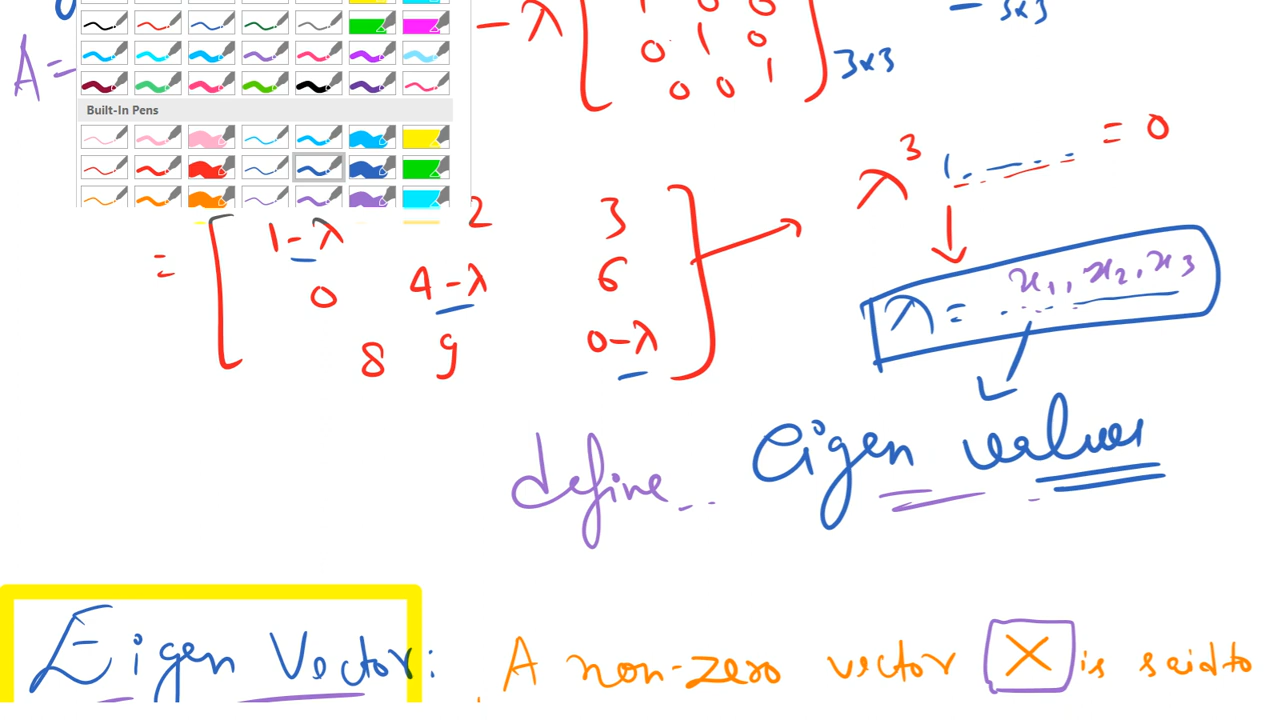 - λ [ 1 0 0
0 1 0
0 0 1 ] 3x3
- 3x3
A =
Built-In Pens
λ³ ------- = 0
= [ 1-λ 2 3
0 4-λ 6
8 9 0-λ ]
λ = x₁, x₂, x₃
define.. Eigen values
Eigen Vector: A non-zero vector X is said to